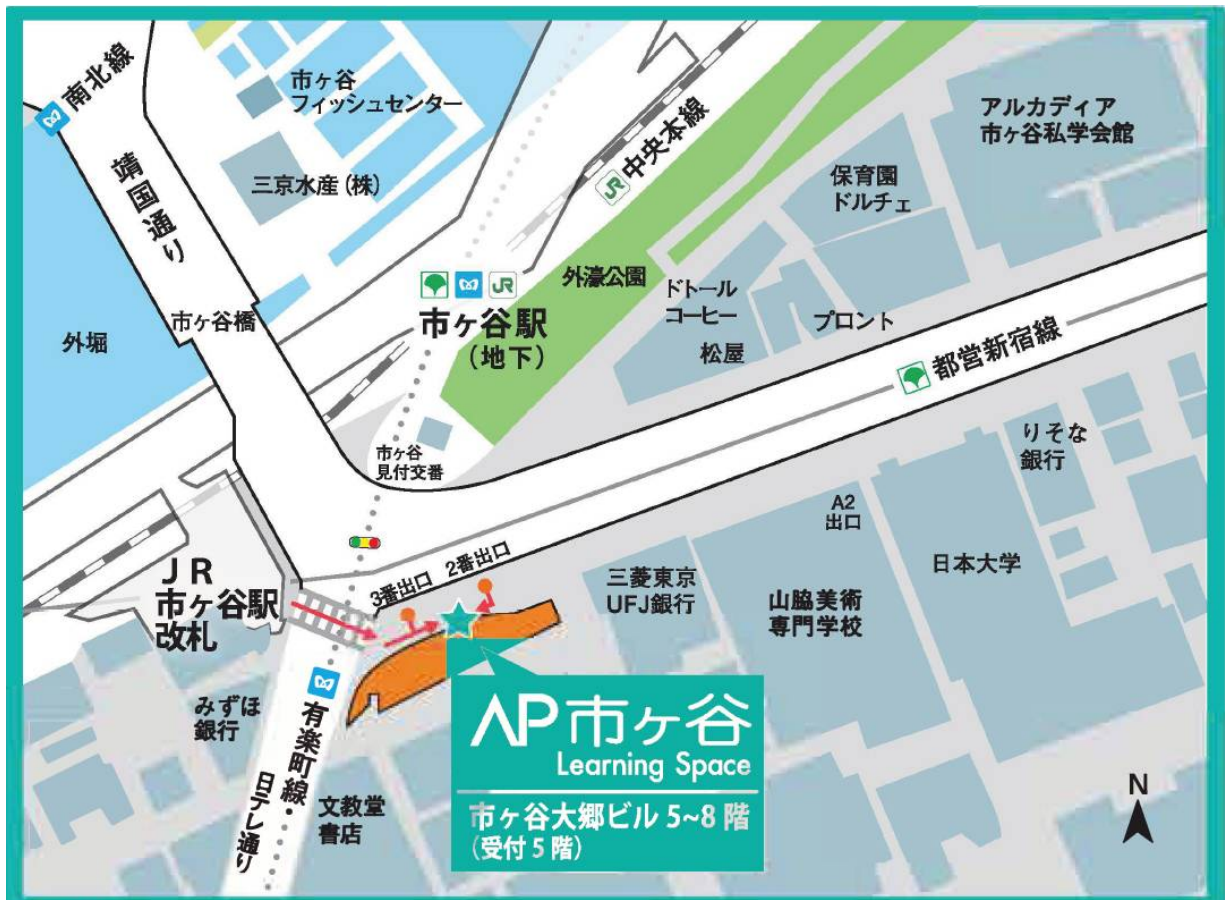 南北線
靖国通り
市ヶ谷
フィッシュセンター
三京水産(株)
JR
中央本線
アルカディア
市ヶ谷私学会館
保育園
ドルチェ
外濠公園
ドトール
コーヒー
松屋
プロント
外堀
市ヶ谷橋
JR
市ヶ谷駅
(地下)
都営新宿線
市ヶ谷
見付交番
りそな
銀行
A2
出口
日本大学
3番出口
2番出口
三菱東京
UFJ銀行
山脇美術
専門学校
JR
市ヶ谷駅
改札
みずほ
銀行
有楽町線・
日テレ通り
文教堂
書店
AP市ヶ谷
Learning Space
市ヶ谷大郷ビル 5~8 階
(受付 5 階)
N